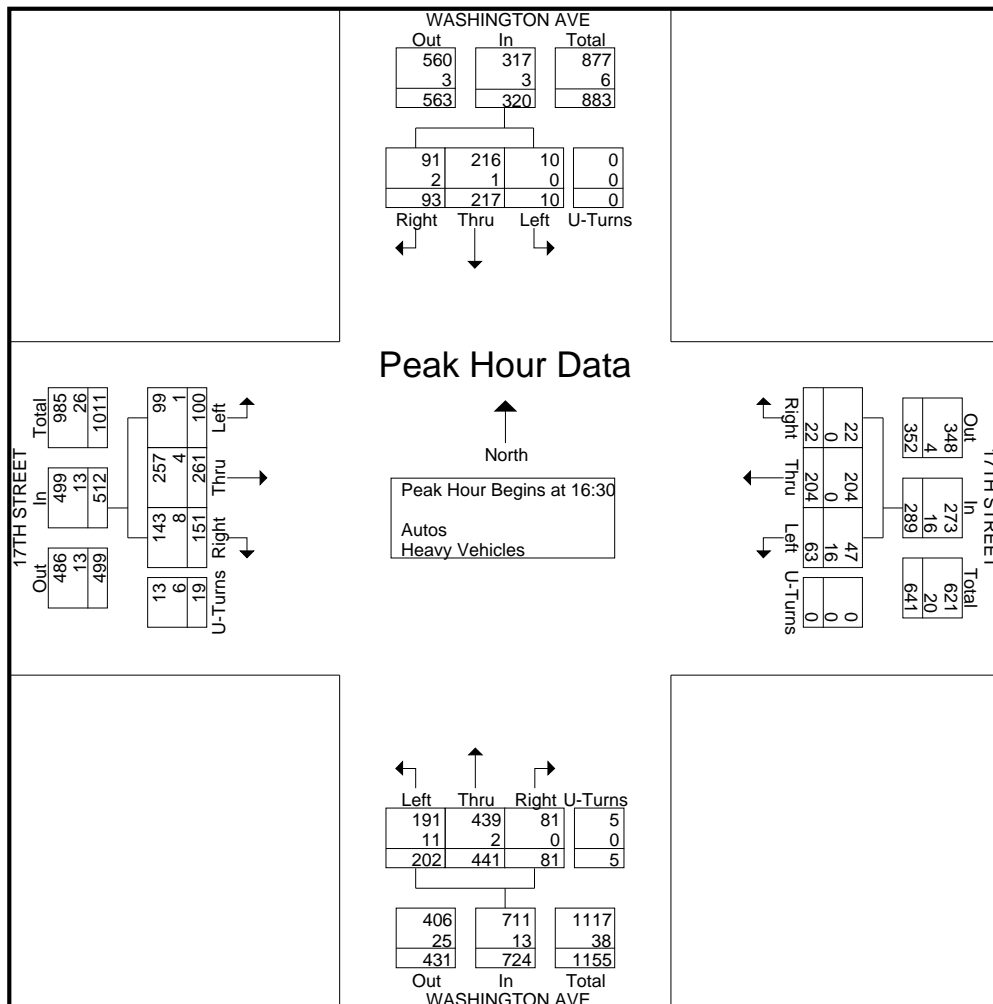 WASHINGTON AVE
Out In Total
560 317 877
3 3 6
563 320 883
91 216 10 0
2 1 0 0
93 217 10 0
Right Thru Left U-Turns
Peak Hour Data
North
Peak Hour Begins at 16:30
Autos
Heavy Vehicles
17TH STREET
Total In Out
985 499 486
26 13 13
1011 512 499
99 257 143 13
1 4 8 6
100 261 151 19
Left Thru Right U-Turns
17TH STREET
Out In Total
348 273 621
4 16 20
352 289 641
22 204 47 0
0 0 16 0
22 204 63 0
Right Thru Left U-Turns
Left Thru Right U-Turns
191 439 81 5
11 2 0 0
202 441 81 5
406 711 1117
25 13 38
431 724 1155
Out In Total
WASHINGTON AVE